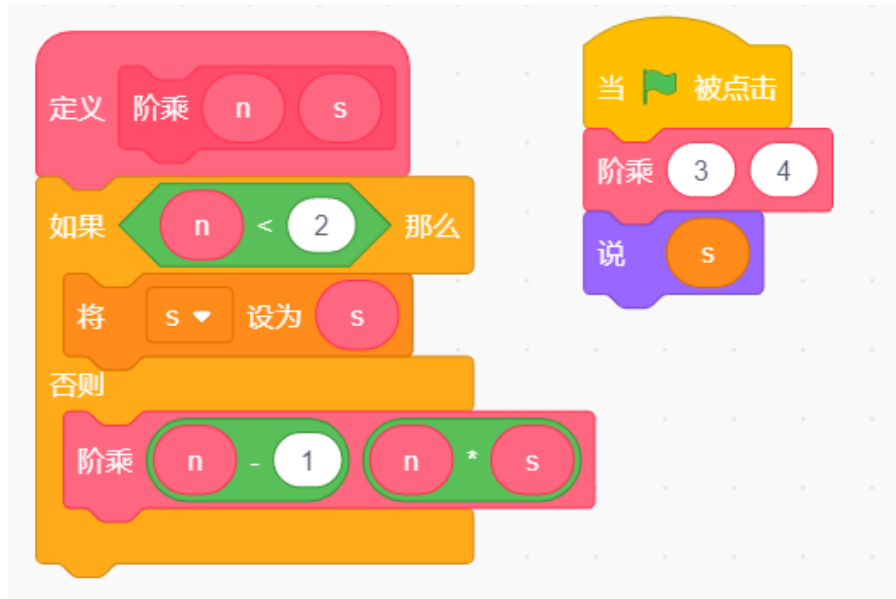 定义 阶乘 n s
如果 n < 2 那么
将 s 设为 s
否则
阶乘 n - 1 n * s
当 被点击
阶乘 3 4
说 s